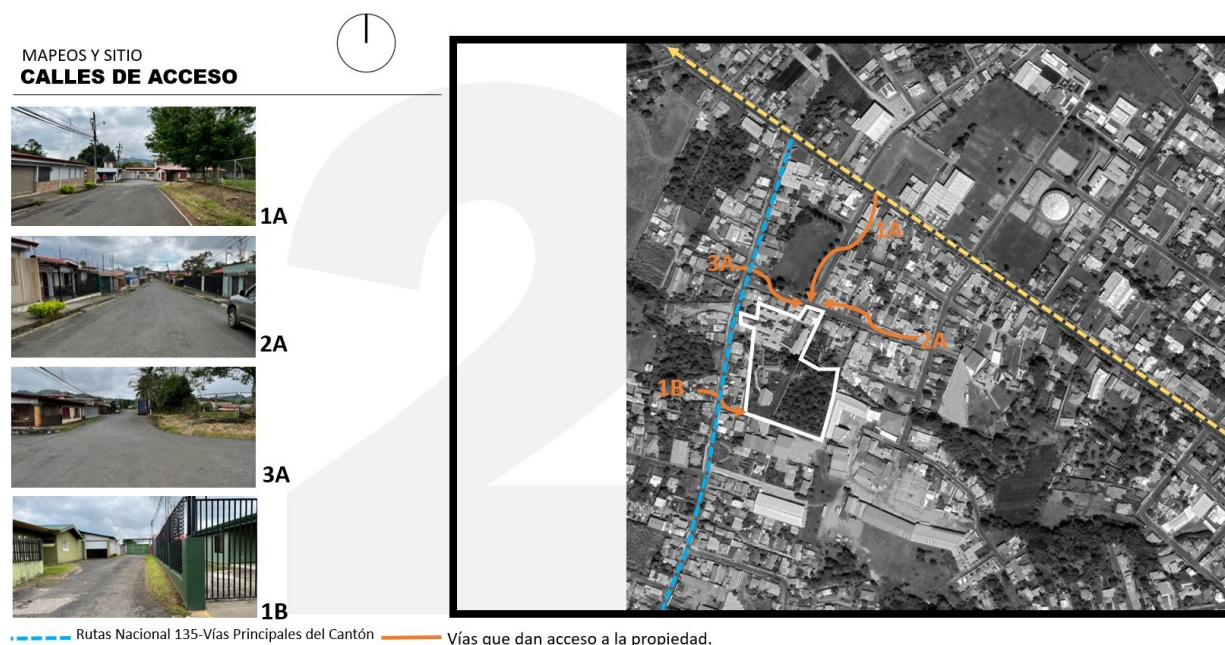 MAPEOS Y SITIO
CALLES DE ACCESO
2
1A
2A
3A
1B
1A
3A
2A
1B
Rutas Nacional 135-Vías Principales del Cantón
Vías que dan acceso a la propiedad.